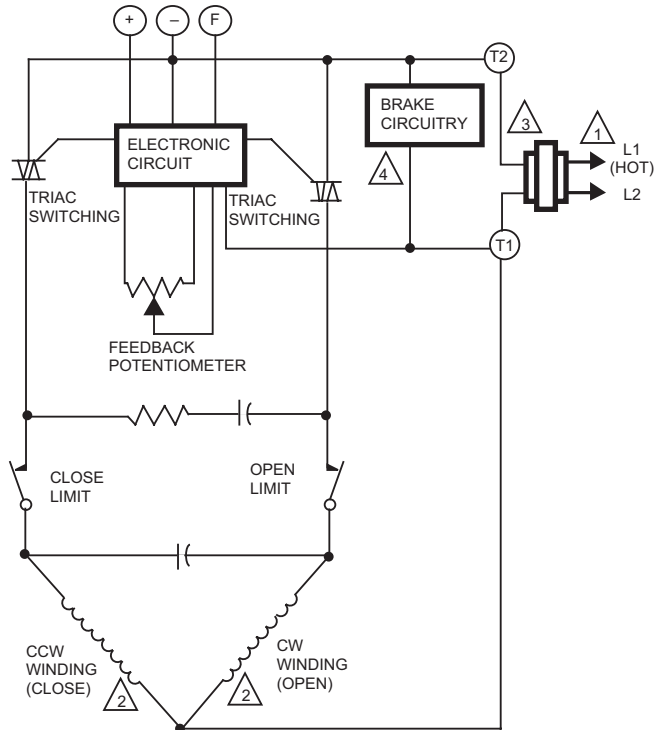 + – F
T2
BRAKE
CIRCUITRY
3
1
L1
(HOT)
L2
ELECTRONIC
CIRCUIT
4
TRIAC
SWITCHING
TRIAC
SWITCHING
T1
FEEDBACK
POTENTIOMETER
CLOSE
LIMIT
OPEN
LIMIT
CCW
WINDING
(CLOSE)
2
CW
WINDING
(OPEN)
2